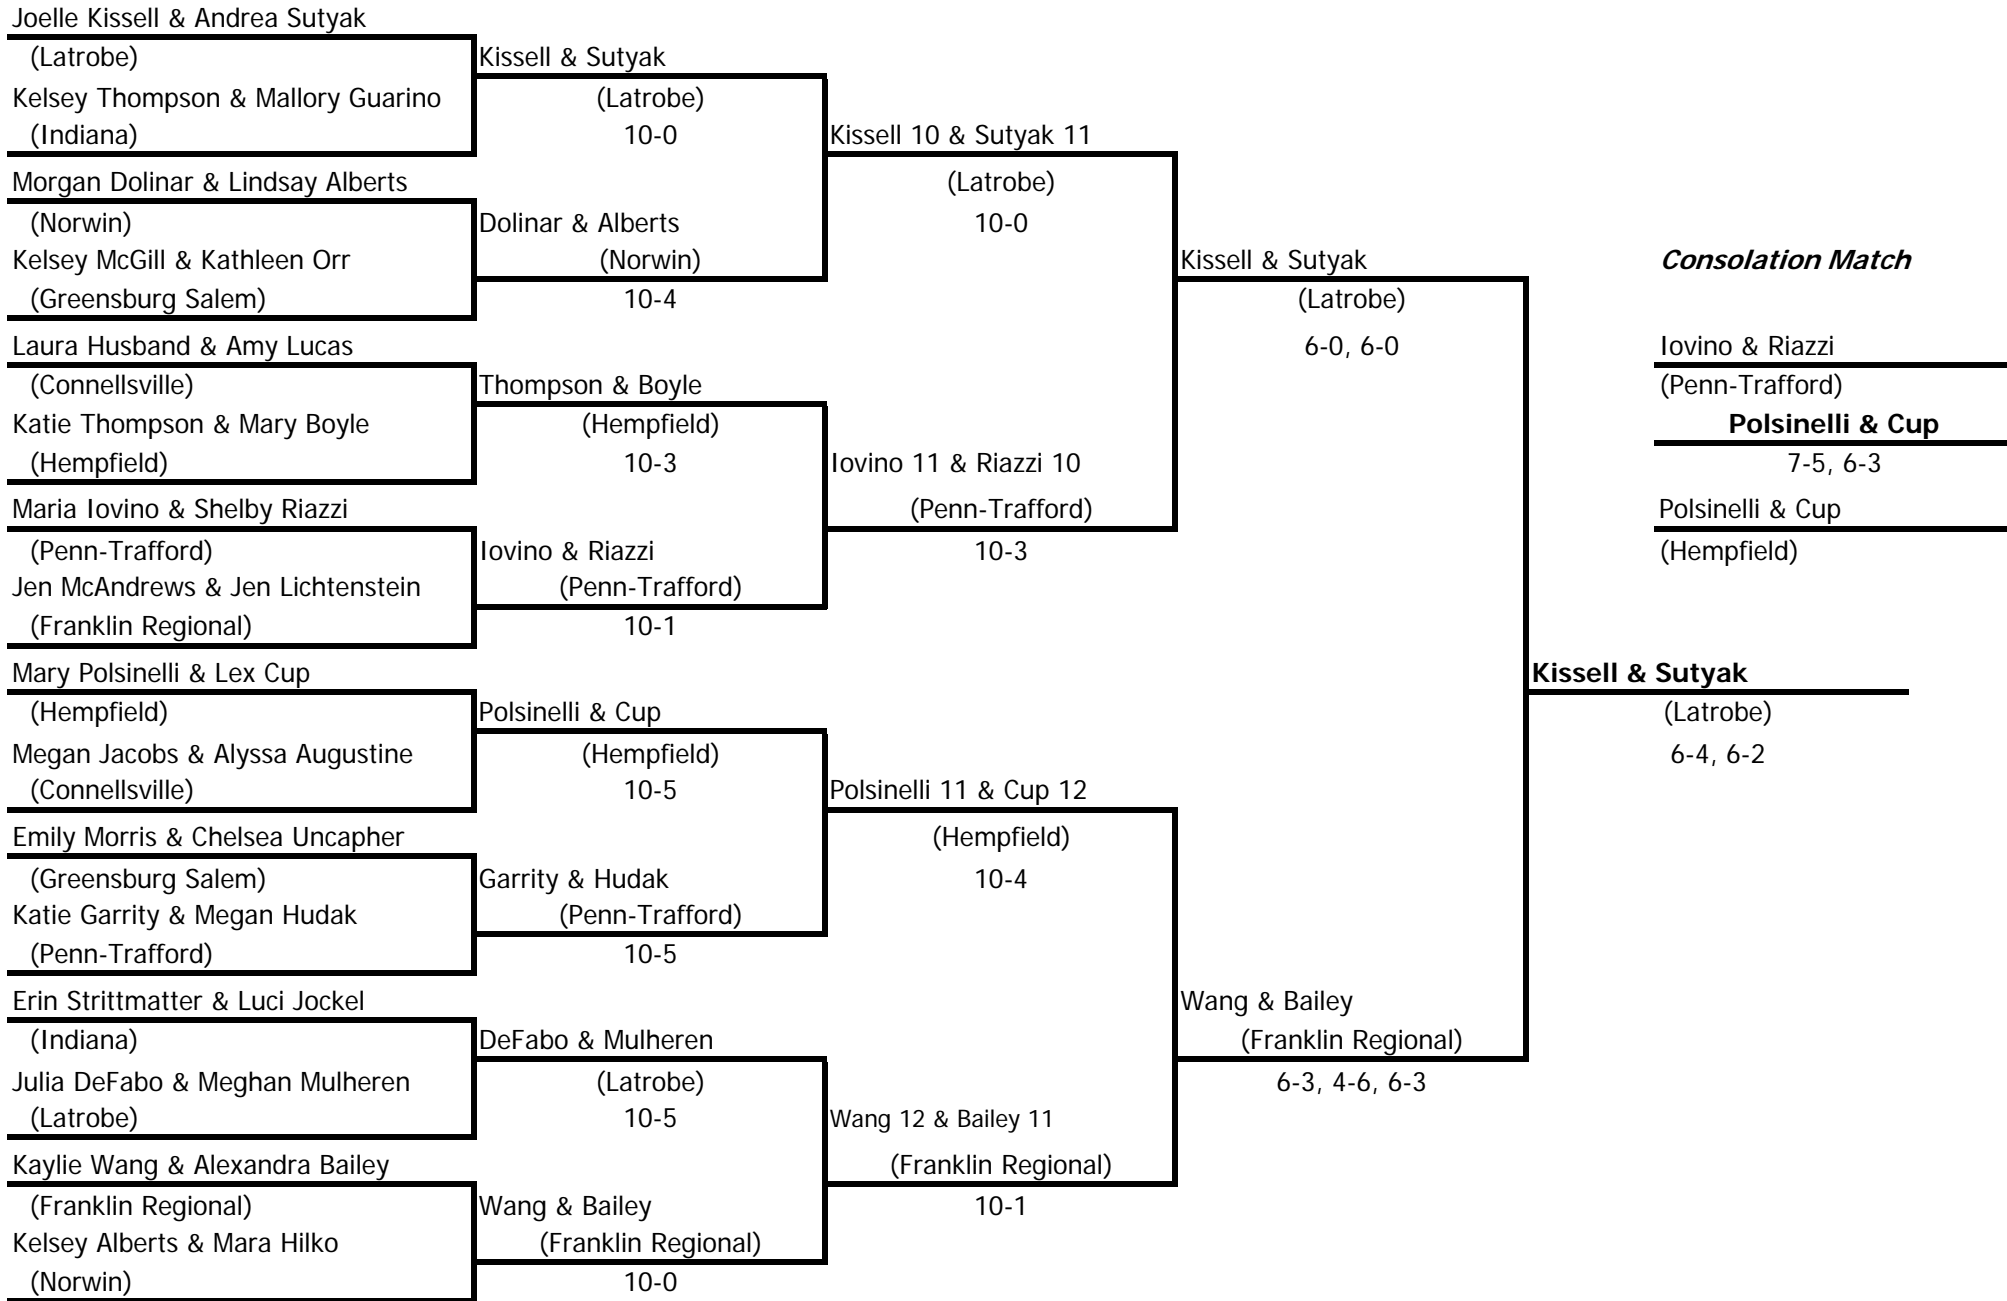 Joelle Kissell & Andrea Sutyak
(Latrobe)
Kelsey Thompson & Mallory Guarino
(Indiana)
Morgan Dolinar & Lindsay Alberts
(Norwin)
Kelsey McGill & Kathleen Orr
(Greensburg Salem)
Laura Husband & Amy Lucas
(Connellsville)
Katie Thompson & Mary Boyle
(Hempfield)
Maria Iovino & Shelby Riazzi
(Penn-Trafford)
Jen McAndrews & Jen Lichtenstein
(Franklin Regional)
Mary Polsinelli & Lex Cup
(Hempfield)
Megan Jacobs & Alyssa Augustine
(Connellsville)
Emily Morris & Chelsea Uncapher
(Greensburg Salem)
Katie Garrity & Megan Hudak
(Penn-Trafford)
Erin Strittmatter & Luci Jockel
(Indiana)
Julia DeFabo & Meghan Mulheren
(Latrobe)
Kaylie Wang & Alexandra Bailey
(Franklin Regional)
Kelsey Alberts & Mara Hilko
(Norwin)
Kissell & Sutyak
(Latrobe)
10-0
Dolinar & Alberts
(Norwin)
10-4
Thompson & Boyle
(Hempfield)
10-3
Iovino & Riazzi
(Penn-Trafford)
10-1
Polsinelli & Cup
(Hempfield)
10-5
Garrity & Hudak
(Penn-Trafford)
10-5
DeFabo & Mulheren
(Latrobe)
10-5
Wang & Bailey
(Franklin Regional)
10-0
Kissell 10 & Sutyak 11
(Latrobe)
10-0
Iovino 11 & Riazzi 10
(Penn-Trafford)
10-3
Polsinelli 11 & Cup 12
(Hempfield)
10-4
Wang 12 & Bailey 11
(Franklin Regional)
10-1
Kissell & Sutyak
(Latrobe)
6-0, 6-0
Wang & Bailey
(Franklin Regional)
6-3, 4-6, 6-3
Kissell & Sutyak
(Latrobe)
6-4, 6-2
Consolation Match
Iovino & Riazzi
(Penn-Trafford)
Polsinelli & Cup
7-5, 6-3
Polsinelli & Cup
(Hempfield)